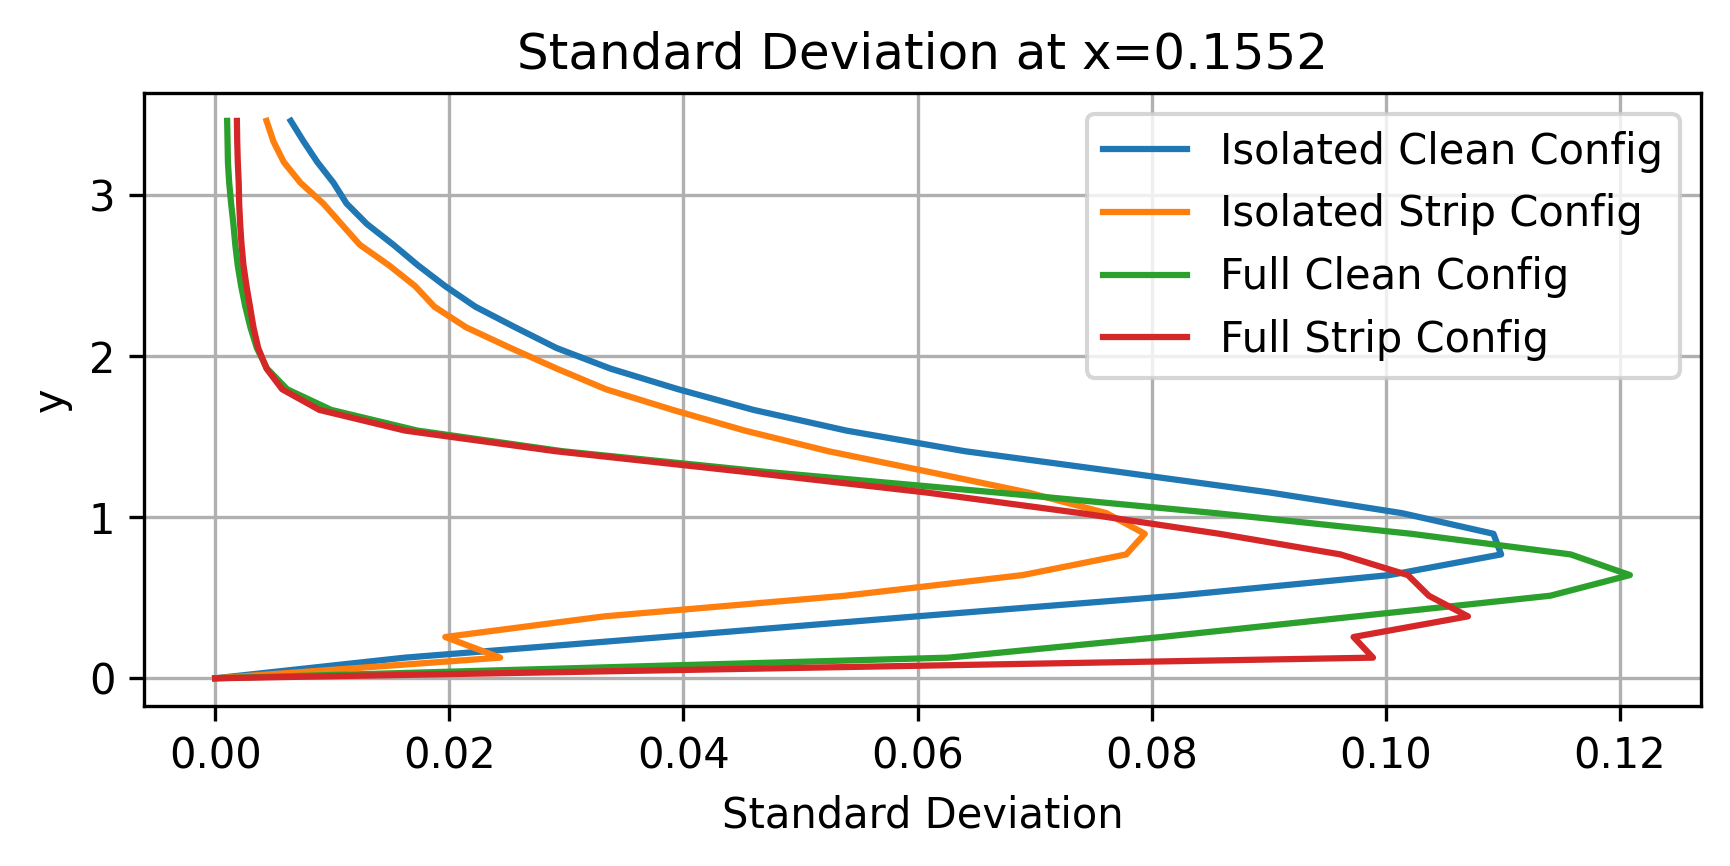 Standard Deviation at x=0.1552
Isolated Clean Config
Isolated Strip Config
Full Clean Config
Full Strip Config
y
3
2
1
0
0.00 0.02 0.04 0.06 0.08 0.10 0.12
Standard Deviation